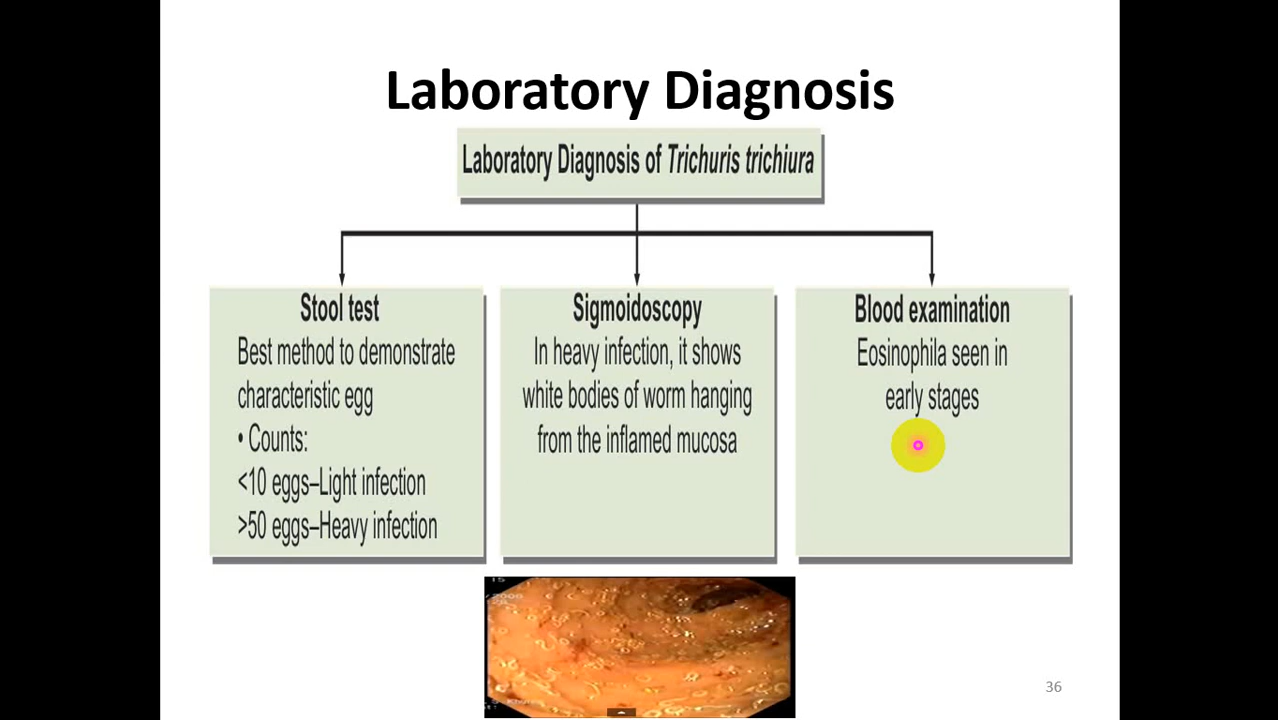 Laboratory Diagnosis
Laboratory Diagnosis of Trichuris trichiura
Stool test
Best method to demonstrate
characteristic egg
• Counts:
<10 eggs–Light infection
>50 eggs–Heavy infection
Sigmoidoscopy
In heavy infection, it shows
white bodies of worm hanging
from the inflamed mucosa
Blood examination
Eosinophila seen in
early stages
15
36